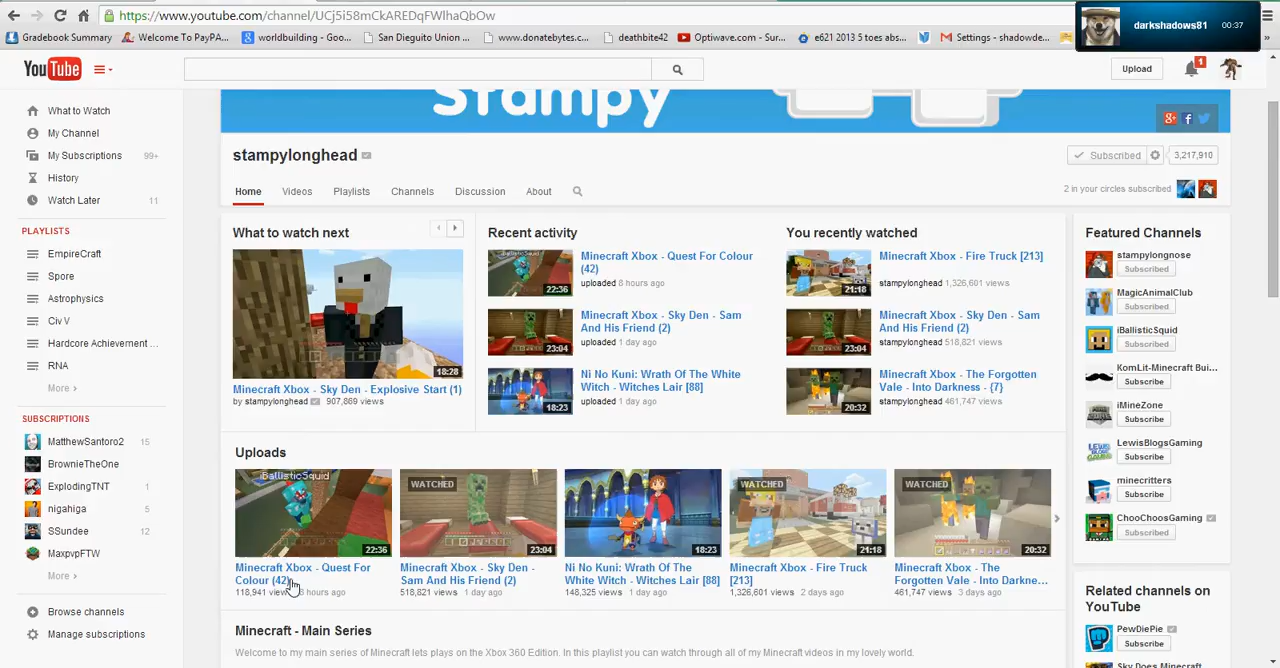 https://www.youtube.com/channel/UCj5i58mCkAREDqFWlhaQbOw
Gradebook Summary
Welcome To PayPA...
worldbuilding - Goo...
San Dieguito Union ...
www.donatebytes.c...
deathbite42
Optiwave.com - Sur...
e621 2013 5 toes abs...
Settings - shadowde...
»
darkshadows81
00:37
YouTube
Upload
1
What to Watch
My Channel
My Subscriptions 99+
History
Watch Later 11
PLAYLISTS
EmpireCraft
Spore
Astrophysics
Civ V
Hardcore Achievement ...
RNA
More ›
SUBSCRIPTIONS
MatthewSantoro2 15
BrownieTheOne
ExplodingTNT 1
nigahiga 5
SSundee 12
MaxpvpFTW
More ›
Browse channels
Manage subscriptions
Stampy
stampylonghead
Subscribed
3,217,910
Home Videos Playlists Channels Discussion About
2 in your circles subscribed
What to watch next
18:28
Minecraft Xbox - Sky Den - Explosive Start (1)
by stampylonghead 907,869 views
Recent activity
iBallisticSquid
22:36
Minecraft Xbox - Quest For Colour
(42)
uploaded 8 hours ago
23:04
Minecraft Xbox - Sky Den - Sam
And His Friend (2)
uploaded 1 day ago
18:23
Ni No Kuni: Wrath Of The White
Witch - Witches Lair [88]
uploaded 1 day ago
You recently watched
21:18
Minecraft Xbox - Fire Truck [213]
stampylonghead 1,326,601 views
23:04
Minecraft Xbox - Sky Den - Sam
And His Friend (2)
stampylonghead 518,821 views
20:32
Minecraft Xbox - The Forgotten
Vale - Into Darkness - {7}
stampylonghead 461,747 views
Uploads
iBallisticSquid
22:36
Minecraft Xbox - Quest For
Colour (42)
118,941 views 8 hours ago
WATCHED
23:04
Minecraft Xbox - Sky Den -
Sam And His Friend (2)
518,821 views 1 day ago
18:23
Ni No Kuni: Wrath Of The
White Witch - Witches Lair [88]
148,325 views 1 day ago
WATCHED
21:18
Minecraft Xbox - Fire Truck
[213]
1,326,601 views 2 days ago
WATCHED
20:32
Minecraft Xbox - The
Forgotten Vale - Into Darkne...
461,747 views 3 days ago
Minecraft - Main Series
Welcome to my main series of Minecraft lets plays on the Xbox 360 Edition. In this playlist you can watch through all of my Minecraft videos in my lovely world.
Featured Channels
stampylongnose
Subscribed
MagicAnimalClub
Subscribed
iBallisticSquid
Subscribed
KomLit-Minecraft Bui...
Subscribe
iMineZone
Subscribe
LewisBlogsGaming
Subscribe
minecritters
Subscribe
ChooChoosGaming
Subscribed
Related channels on
YouTube
PewDiePie
Subscribe
Sky Does Minecraft